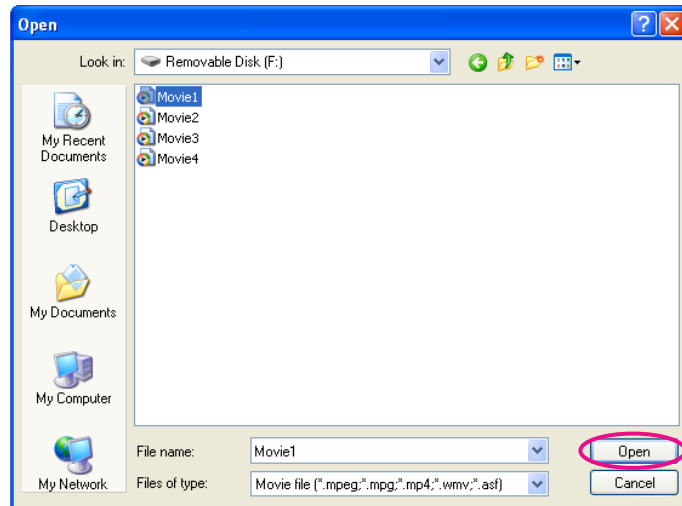 Open
Look in: Removable Disk (F:)
My Recent
Documents
Desktop
My Documents
My Computer
My Network
Movie1
Movie2
Movie3
Movie4
File name: Movie1 Open
Files of type: Movie file (*.mpeg;*.mpg;*.mp4;*.wmv;*.asf) Cancel